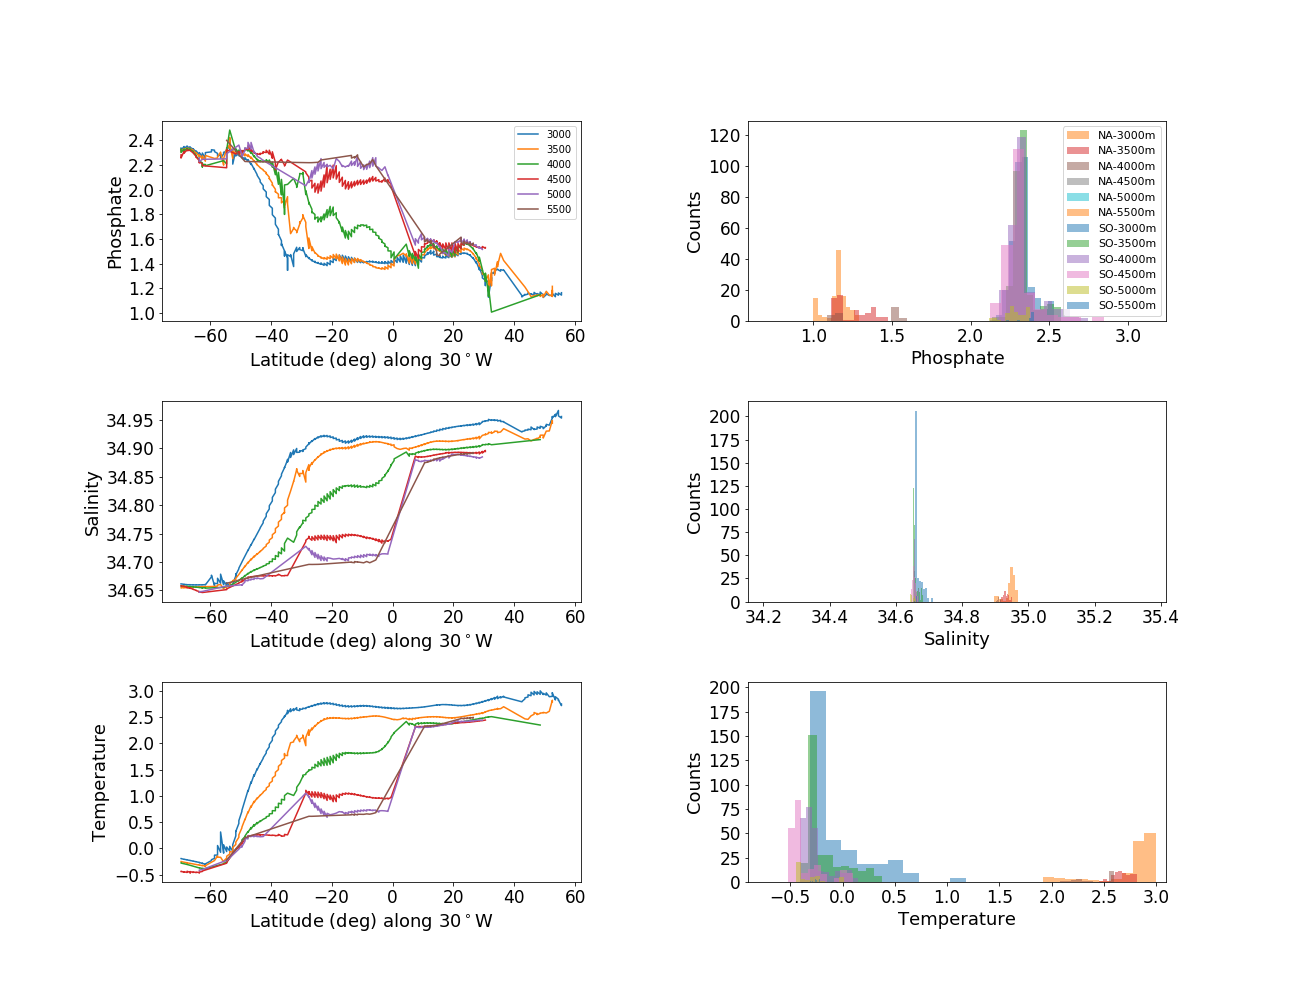 2.4
2.2
2.0
1.8
1.6
1.4
1.2
1.0
Phosphate
3000
3500
4000
4500
5000
5500
−60 −40 −20 0 20 40 60
Latitude (deg) along 30°W
120
100
80
60
40
20
0
Counts
NA-3000m
NA-3500m
NA-4000m
NA-4500m
NA-5000m
NA-5500m
SO-3000m
SO-3500m
SO-4000m
SO-4500m
SO-5000m
SO-5500m
1.0 1.5 2.0 2.5 3.0
Phosphate
34.95
34.90
34.85
34.80
34.75
34.70
34.65
Salinity
−60 −40 −20 0 20 40 60
Latitude (deg) along 30°W
200
175
150
125
100
75
50
25
0
Counts
34.2 34.4 34.6 34.8 35.0 35.2 35.4
Salinity
3.0
2.5
2.0
1.5
1.0
0.5
0.0
−0.5
Temperature
−60 −40 −20 0 20 40 60
Latitude (deg) along 30°W
200
175
150
125
100
75
50
25
0
Counts
−0.5 0.0 0.5 1.0 1.5 2.0 2.5 3.0
Temperature